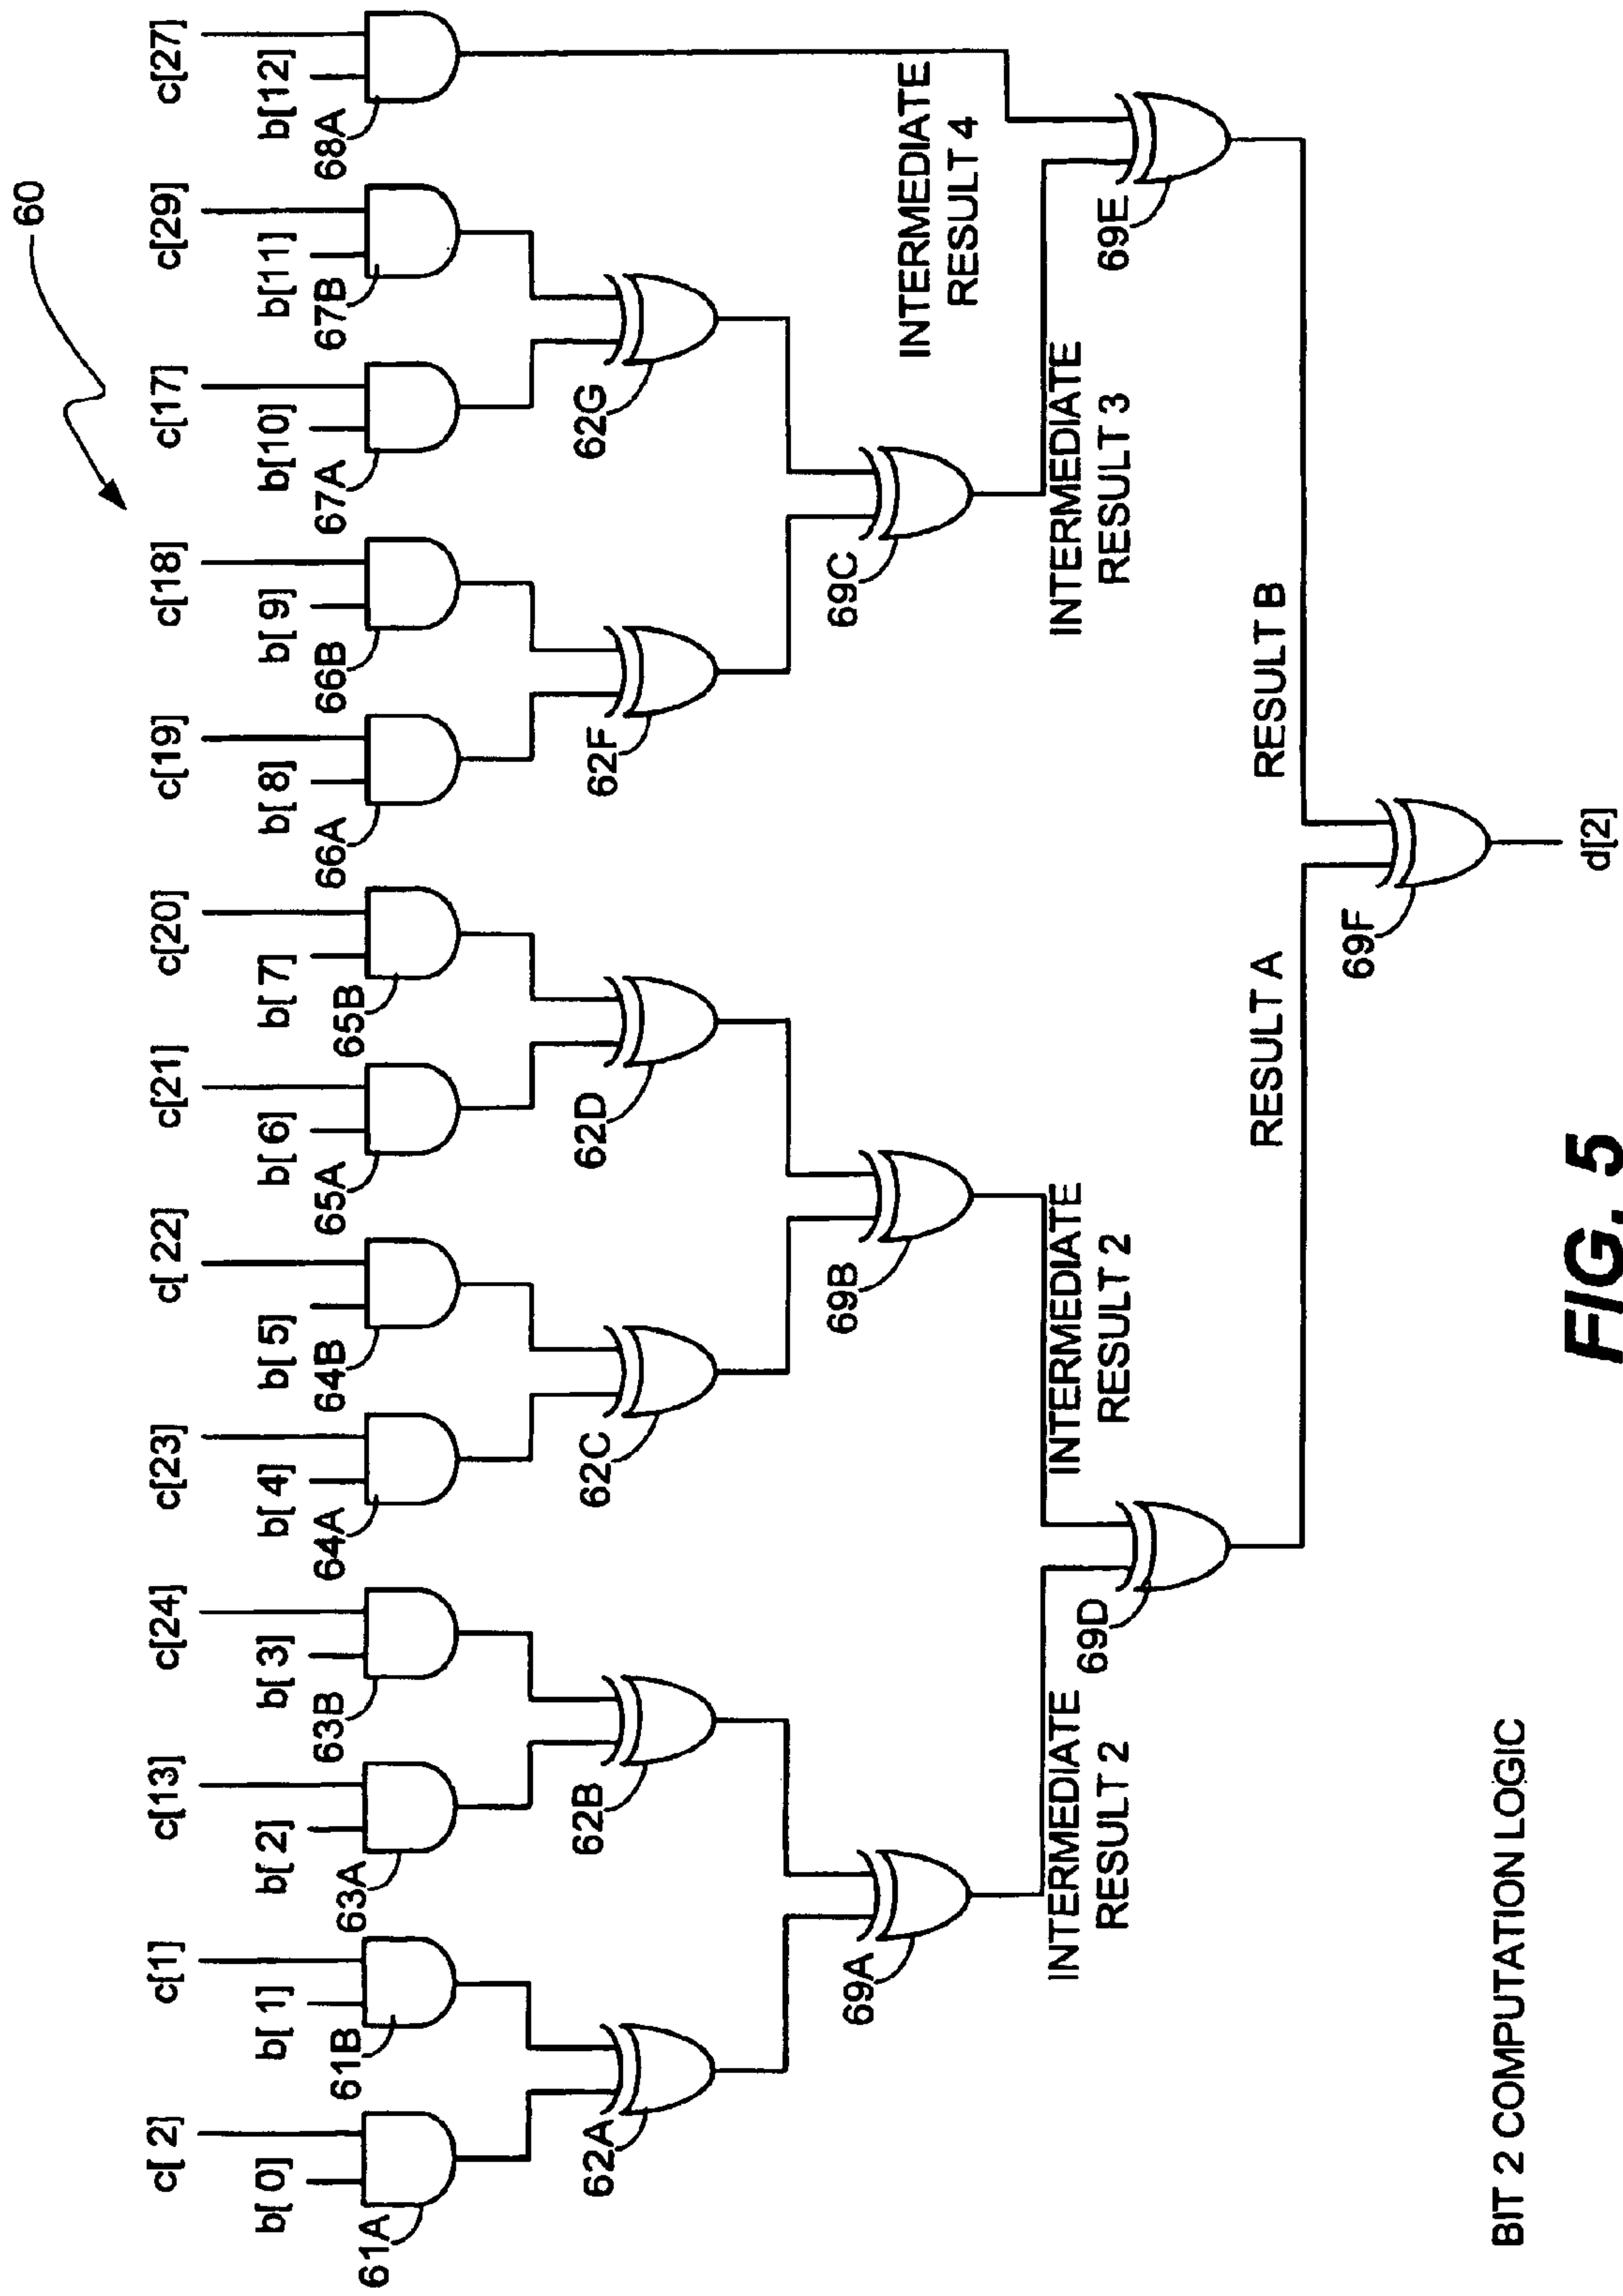 60
c[ 2]
c[1]
c[13]
c[24]
c[23]
c[ 22]
c[21]
c[20]
c[19]
c[18]
c[17]
c[29]
c[27]
b[ 0]
b[ 1]
b[ 2]
b[ 3]
b[ 4]
b[ 5]
b[ 6]
b[ 7]
b[ 8]
b[ 9]
b[10]
b[11]
b[12]
61A
61B
63A
63B
64A
64B
65A
65B
66A
66B
67A
67B
68A
62A
62B
62C
62D
62F
62G
69A
69B
69C
INTERMEDIATE
RESULT 4
INTERMEDIATE
RESULT 2
INTERMEDIATE
RESULT 2
INTERMEDIATE
RESULT 3
69D
69E
RESULT A
RESULT B
69F
d[2]
BIT 2 COMPUTATION LOGIC
FIG. 5